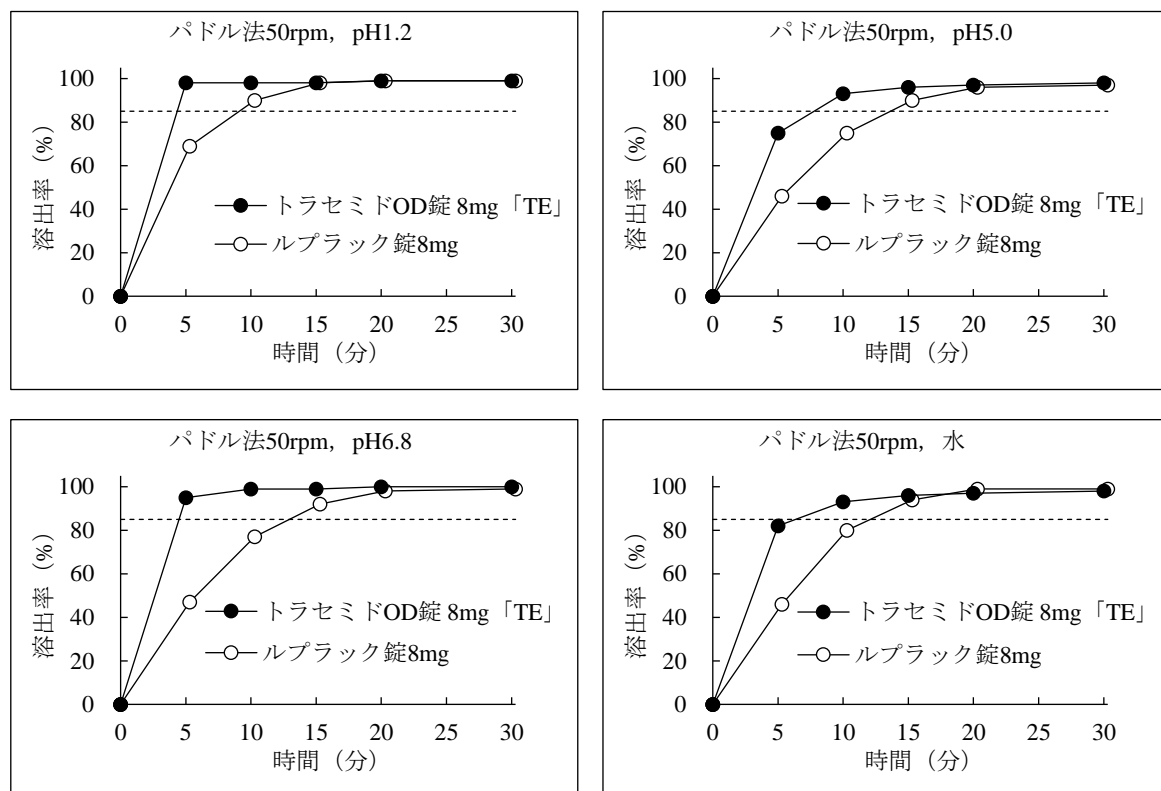 パドル法50rpm，pH1.2
溶出率（%）
100
80
60
40
20
0
トラセミドOD錠 8mg「TE」
ルプラック錠8mg
0 5 10 15 20 25 30
時間（分）
パドル法50rpm，pH5.0
溶出率（%）
100
80
60
40
20
0
トラセミドOD錠 8mg「TE」
ルプラック錠8mg
0 5 10 15 20 25 30
時間（分）
パドル法50rpm，pH6.8
溶出率（%）
100
80
60
40
20
0
トラセミドOD錠 8mg「TE」
ルプラック錠8mg
0 5 10 15 20 25 30
時間（分）
パドル法50rpm，水
溶出率（%）
100
80
60
40
20
0
トラセミドOD錠 8mg「TE」
ルプラック錠8mg
0 5 10 15 20 25 30
時間（分）